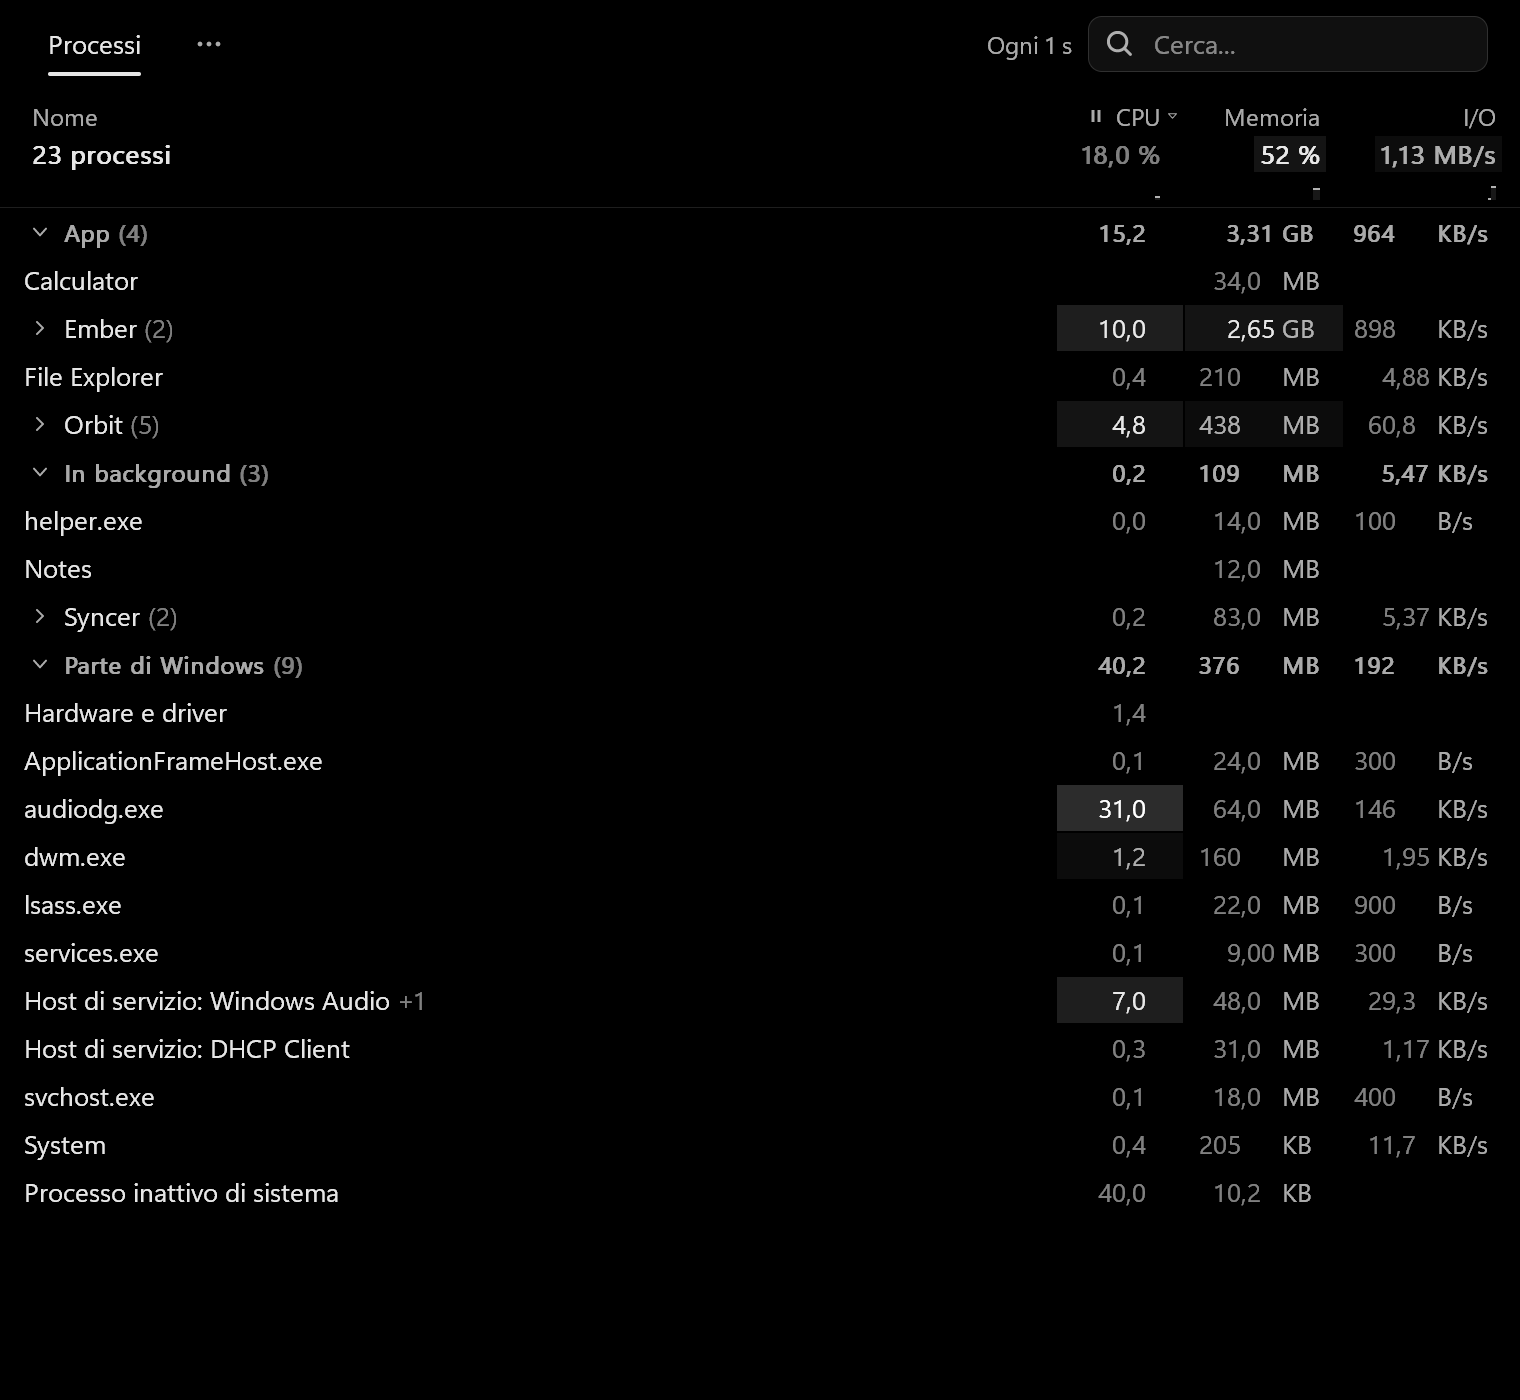 Processi ··· Ogni 1 s Cerca...
Nome CPU Memoria I/O
23 processi 18,0 % 52 % 1,13 MB/s
App (4) 15,2 3,31 GB 964 KB/s
Calculator 34,0 MB
Ember (2) 10,0 2,65 GB 898 KB/s
File Explorer 0,4 210 MB 4,88 KB/s
Orbit (5) 4,8 438 MB 60,8 KB/s
In background (3) 0,2 109 MB 5,47 KB/s
helper.exe 0,0 14,0 MB 100 B/s
Notes 12,0 MB
Syncer (2) 0,2 83,0 MB 5,37 KB/s
Parte di Windows (9) 40,2 376 MB 192 KB/s
Hardware e driver 1,4
ApplicationFrameHost.exe 0,1 24,0 MB 300 B/s
audiodg.exe 31,0 64,0 MB 146 KB/s
dwm.exe 1,2 160 MB 1,95 KB/s
lsass.exe 0,1 22,0 MB 900 B/s
services.exe 0,1 9,00 MB 300 B/s
Host di servizio: Windows Audio +1 7,0 48,0 MB 29,3 KB/s
Host di servizio: DHCP Client 0,3 31,0 MB 1,17 KB/s
svchost.exe 0,1 18,0 MB 400 B/s
System 0,4 205 KB 11,7 KB/s
Processo inattivo di sistema 40,0 10,2 KB